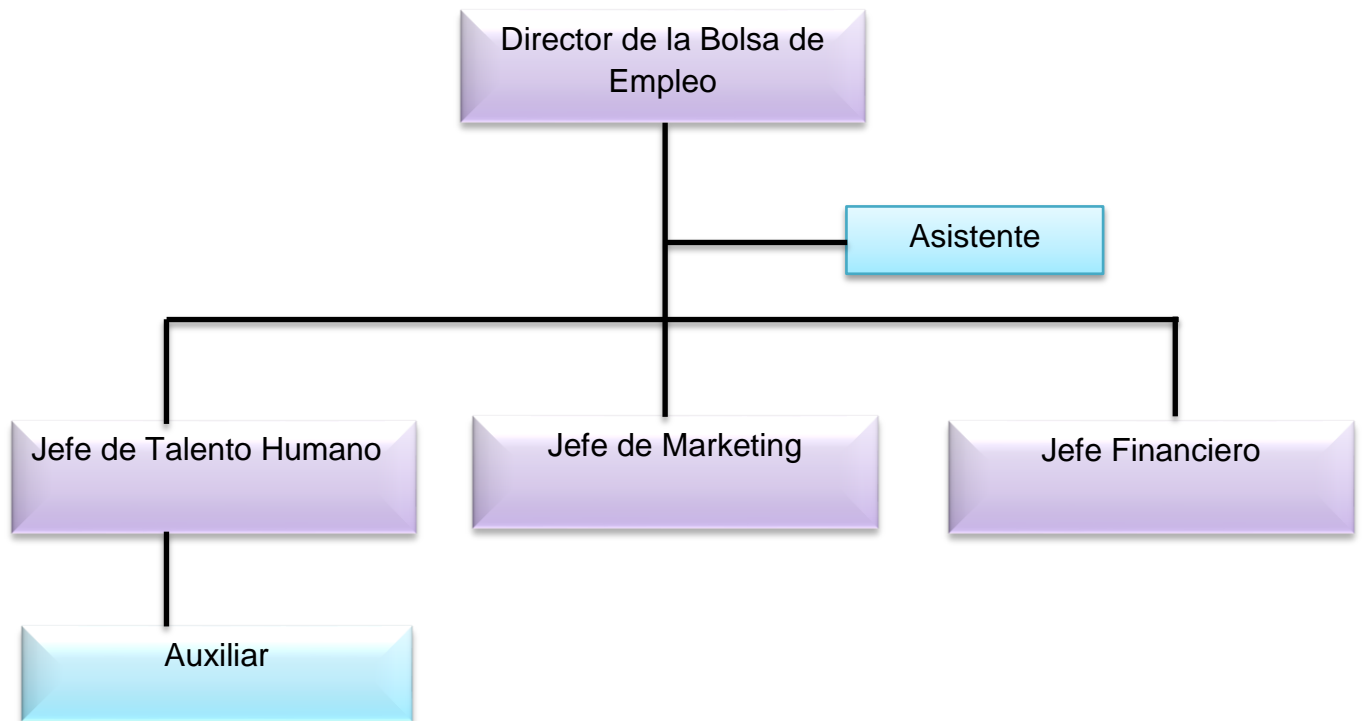 Director de la Bolsa de
Empleo
Asistente
Jefe de Talento Humano
Jefe de Marketing
Jefe Financiero
Auxiliar